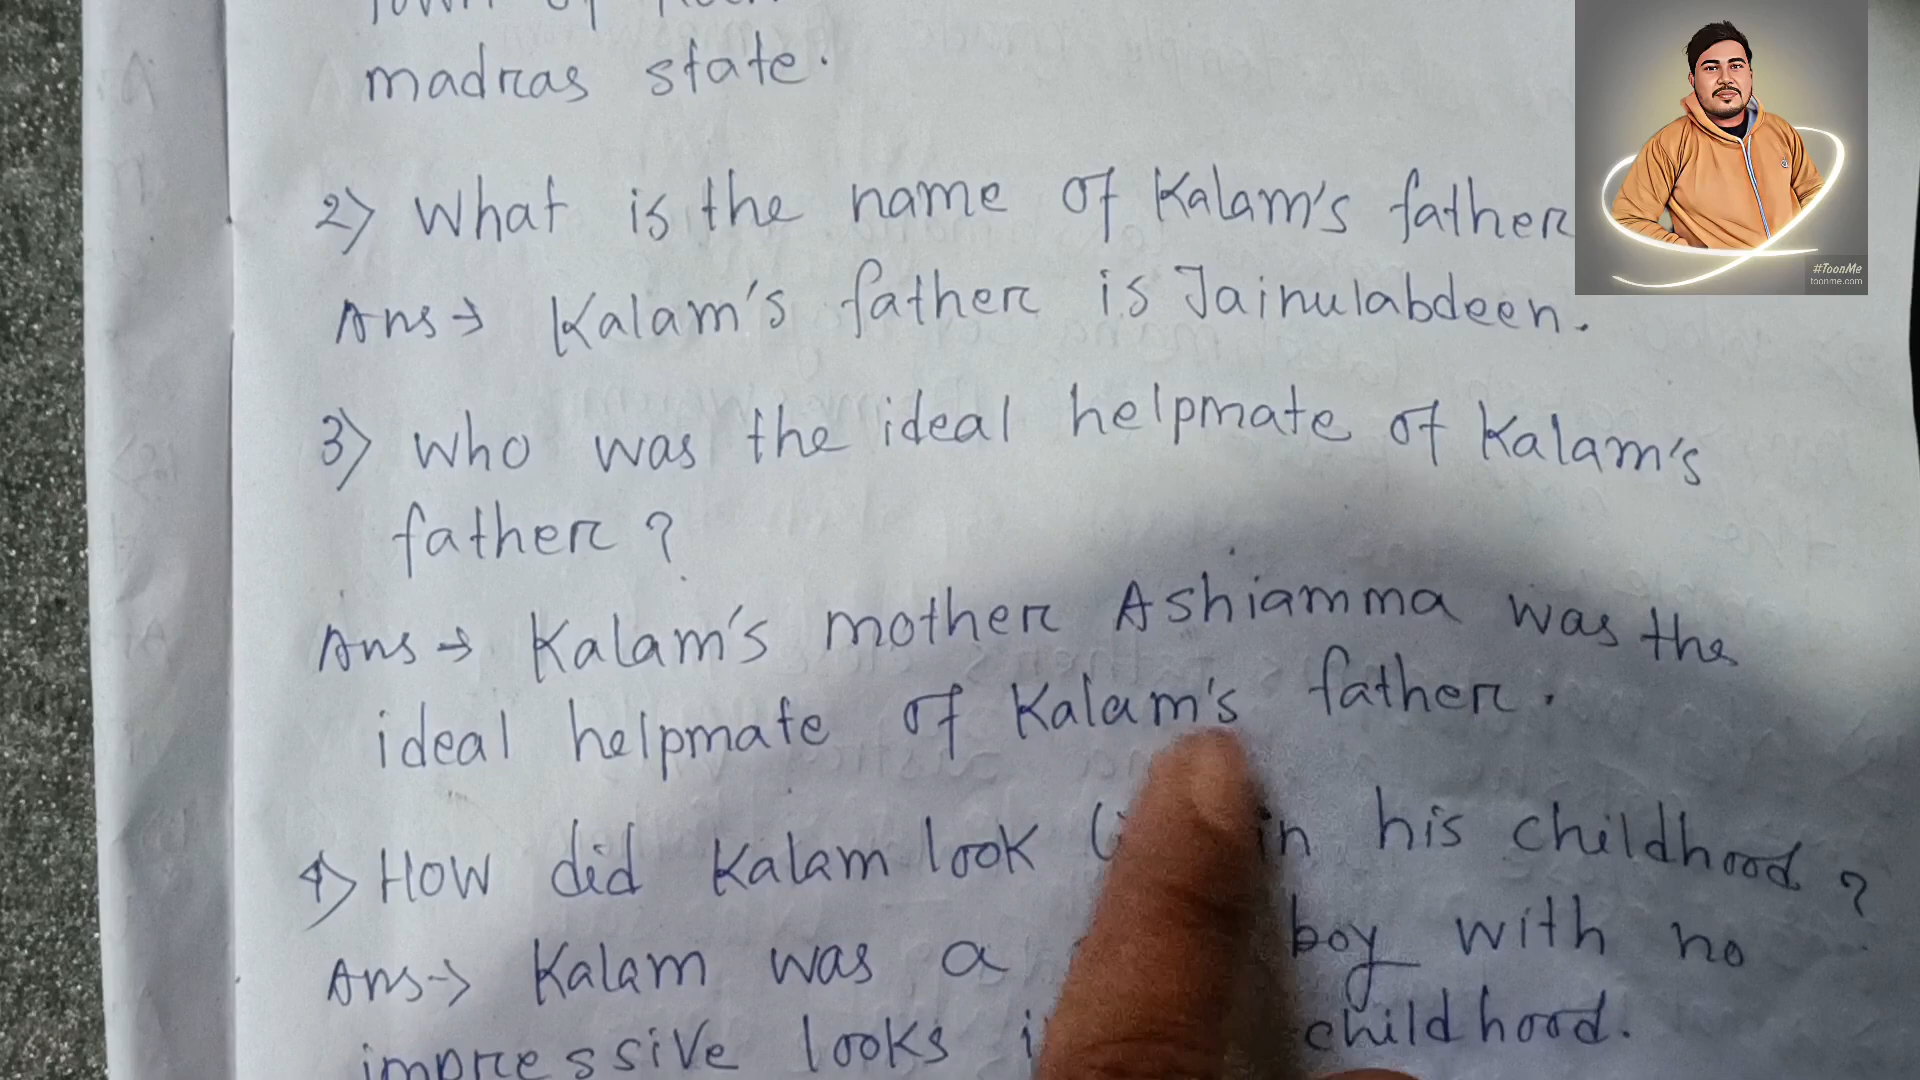 madras state.
2) What is the name of Kalam's father
Ans → Kalam's father is Jainulabdeen.
3) Who was the ideal helpmate of Kalam's
father?
Ans → Kalam's mother Ashiamma was the
ideal helpmate of Kalam's father.
4) How did Kalam look in his childhood?
Ans → Kalam was a boy with no
impressive looks childhood.
#ToonMe
toonme.com